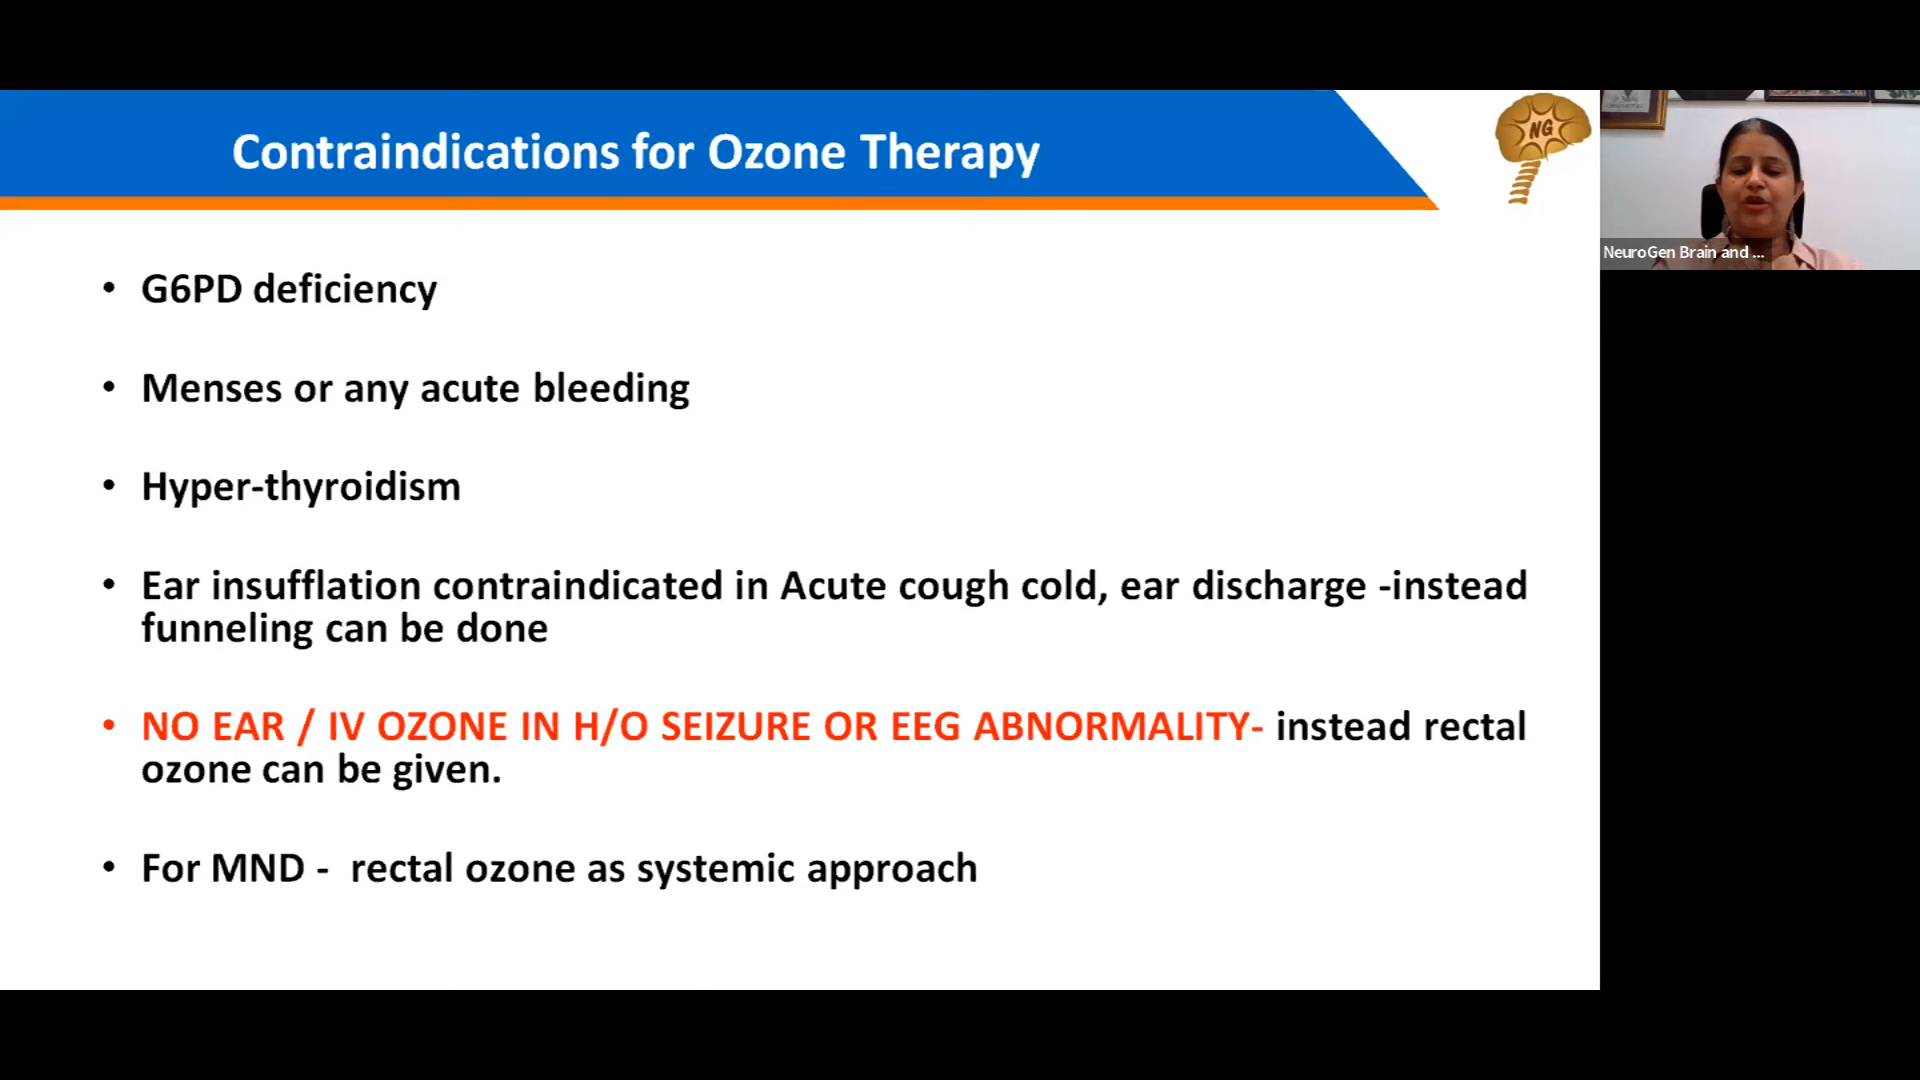 Contraindications for Ozone Therapy
NG
NeuroGen Brain and ...
• G6PD deficiency
• Menses or any acute bleeding
• Hyper-thyroidism
• Ear insufflation contraindicated in Acute cough cold, ear discharge -instead
funneling can be done
• NO EAR / IV OZONE IN H/O SEIZURE OR EEG ABNORMALITY- instead rectal
ozone can be given.
• For MND - rectal ozone as systemic approach